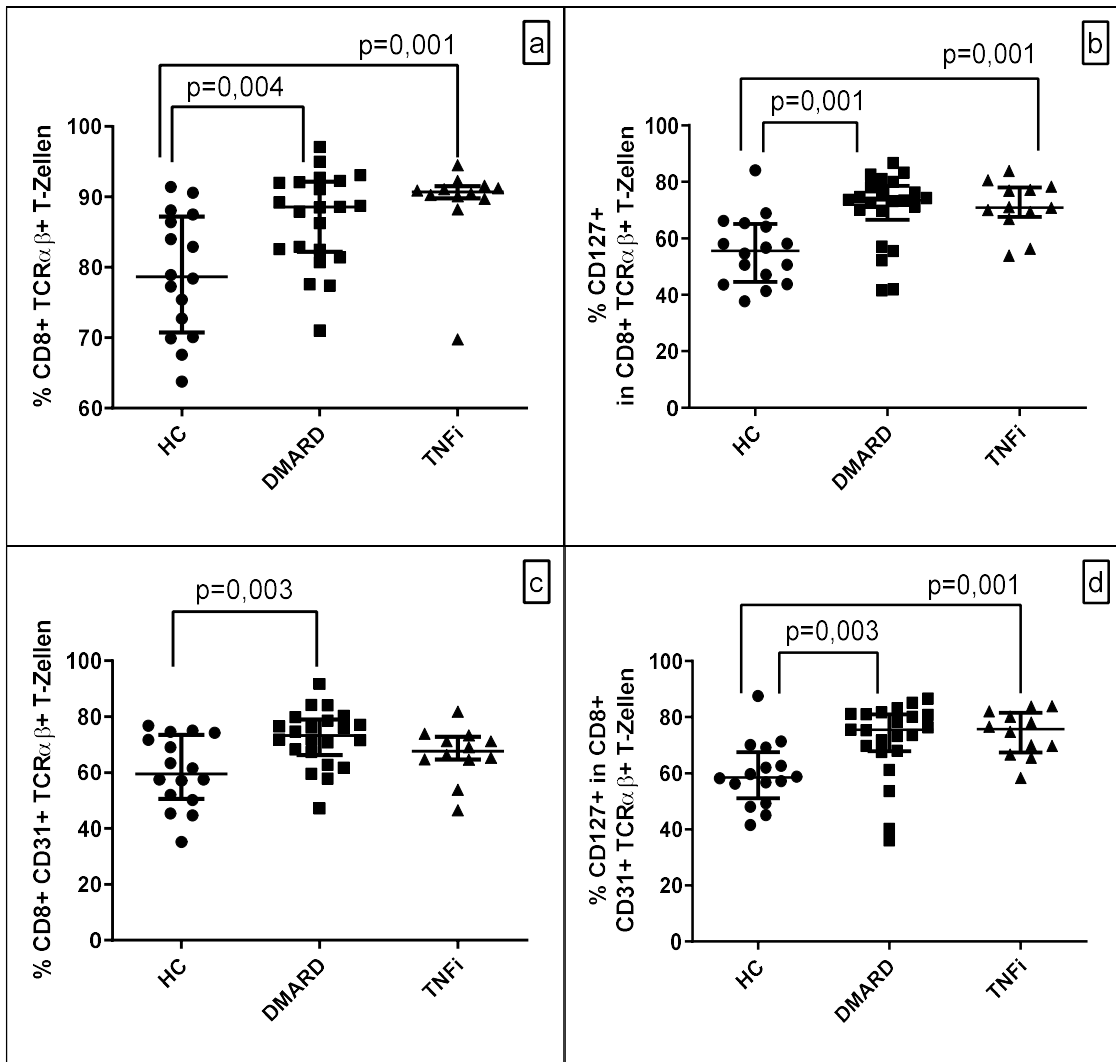 a
p=0,001
p=0,004
% CD8+ TCRαβ+ T-Zellen
100
90
80
70
60
HC
DMARD
TNFi
b
p=0,001
p=0,001
% CD127+
in CD8+ TCRαβ+ T-Zellen
100
80
60
40
20
0
HC
DMARD
TNFi
c
p=0,003
% CD8+ CD31+ TCRαβ+ T-Zellen
100
80
60
40
20
0
HC
DMARD
TNFi
d
p=0,001
p=0,003
% CD127+ in CD8+
CD31+ TCRαβ+ T-Zellen
100
80
60
40
20
0
HC
DMARD
TNFi